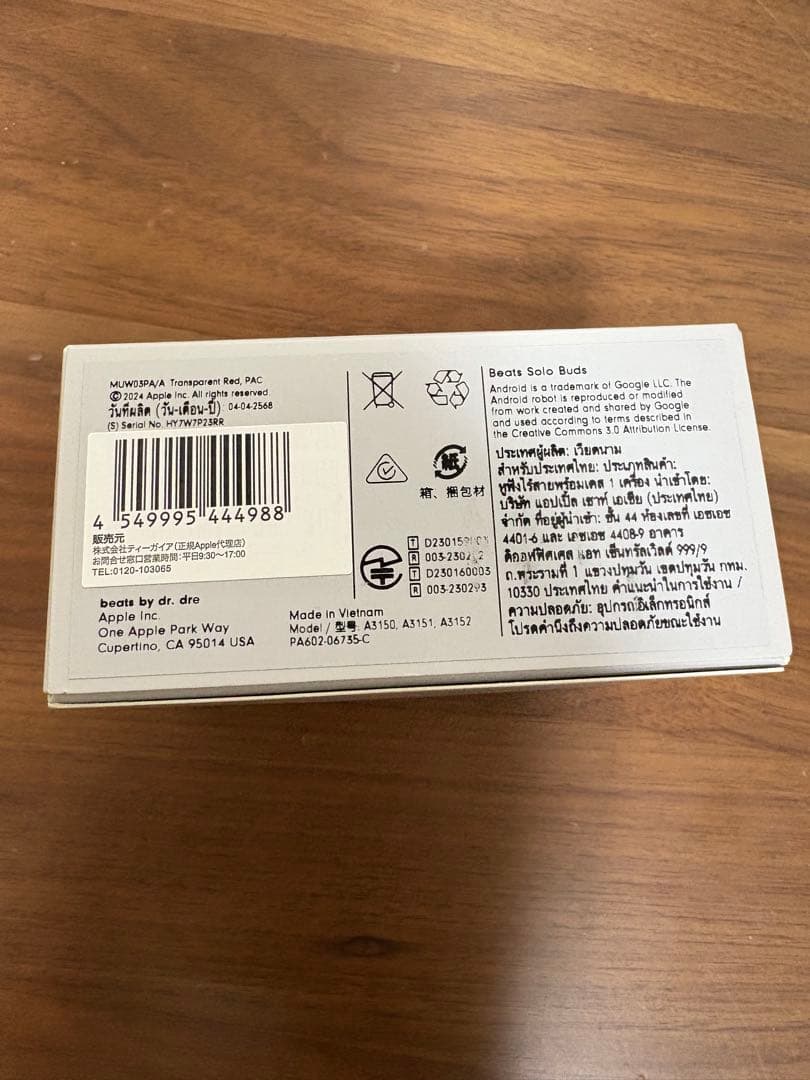 MUW03PA/A Transparent Red, PAC
©2024 Apple Inc. All rights reserved.
วันที่ผลิต (วัน-เดือน-ปี): 04-04-2568
(S) Serial No. HY7W7P23RR
4 549995 444988
販売元
株式会社ティーガイア(正規Apple代理店)
お問合せ窓口営業時間:平日9:30～17:00
TEL:0120-103065
beats by dr. dre
Apple Inc.
One Apple Park Way
Cupertino, CA 95014 USA
Made in Vietnam
Model / 型号: A3150, A3151, A3152
PA602-06735-C
紙
箱、捆包材
T
R 003-230
T D230160003
R 003-230293
Beats Solo Buds
Android is a trademark of Google LLC. The
Android robot is reproduced or modified
from work created and shared by Google
and used according to terms described in
the Creative Commons 3.0 Attribution License.
ประเทศผู้ผลิต: เวียดนาม
สำหรับประเทศไทย: ประเภทสินค้า:
หูฟังไร้สายพร้อมเคส 1 เครื่อง นำเข้าโดย:
บริษัท แอปเปิ้ล เซาท์ เอเชีย (ประเทศไทย)
จำกัด ที่อยู่ผู้นำเข้า: ชั้น 44 ห้องเลขที่ เอชเอช
4401-6 และ เอชเอช 4408-9 อาคาร
ดิออฟฟิศเศส แอท เซ็นทรัลเวิลด์ 999/9
ถ.พระรามที่ 1 แขวงปทุมวัน เขตปทุมวัน กทม.
10330 ประเทศไทย คำแนะนำในการใช้งาน /
ความปลอดภัย: อุปกรณ์อิเล็กทรอนิกส์
โปรดคำนึงถึงความปลอดภัยขณะใช้งาน